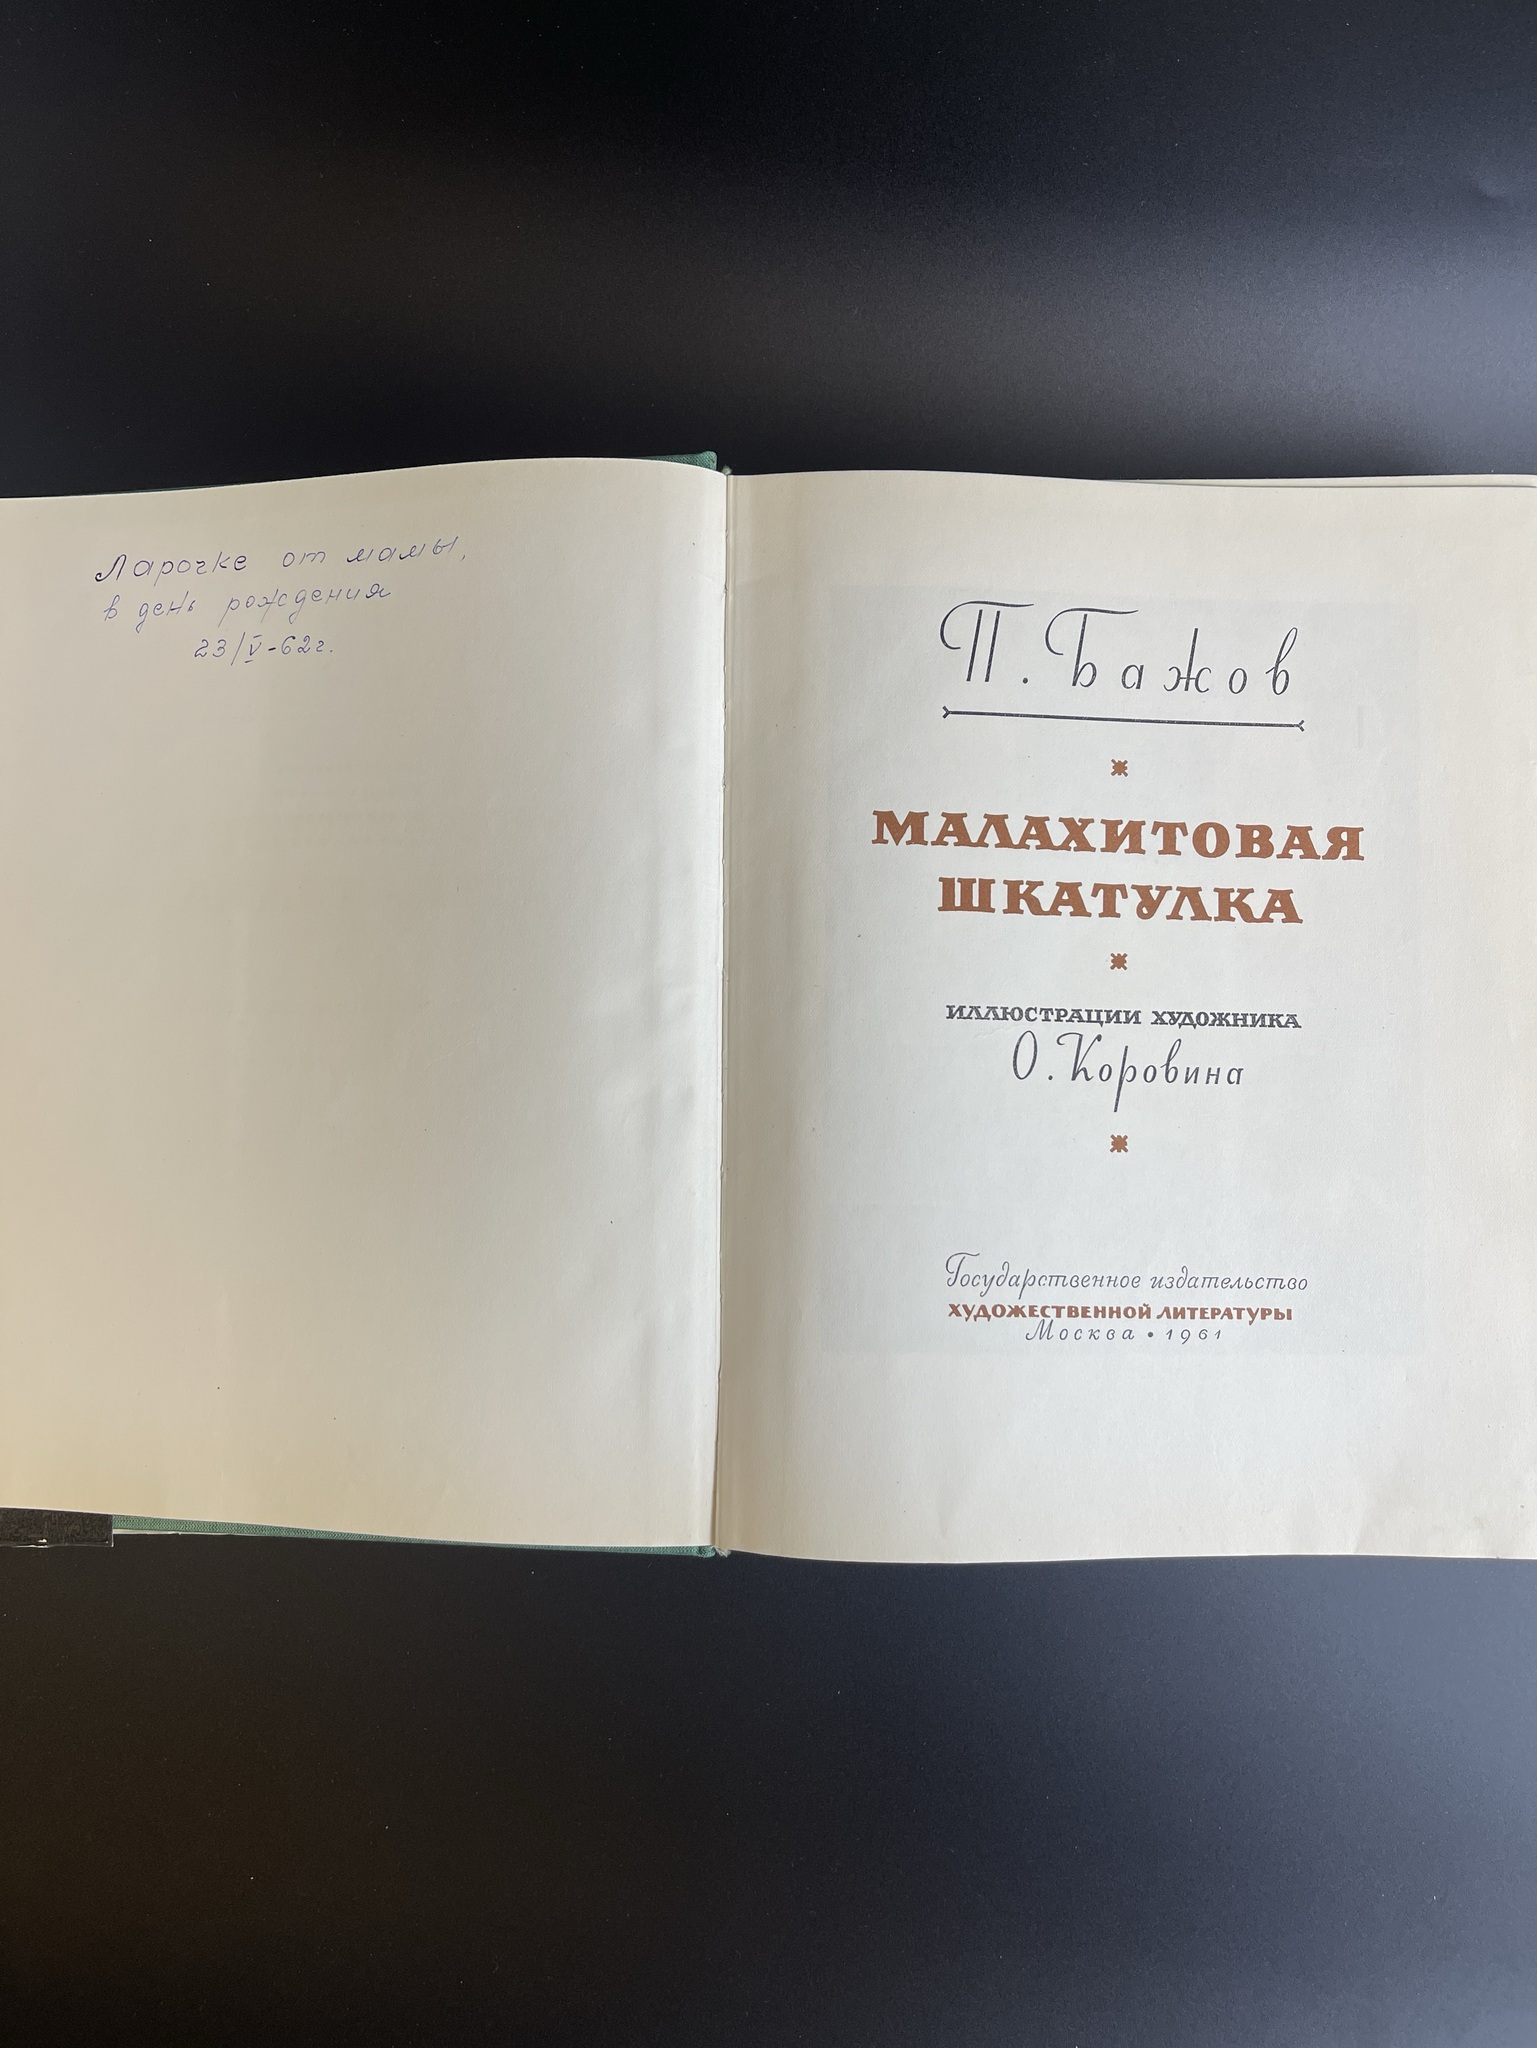 Ларочке от мамы,
в день рождения
23/V-62г.
П. Бажов
МАЛАХИТОВАЯ
ШКАТУЛКА
ИЛЛЮСТРАЦИИ ХУДОЖНИКА
О. Коровина
Государственное издательство
ХУДОЖЕСТВЕННОЙ ЛИТЕРАТУРЫ
Москва • 1961